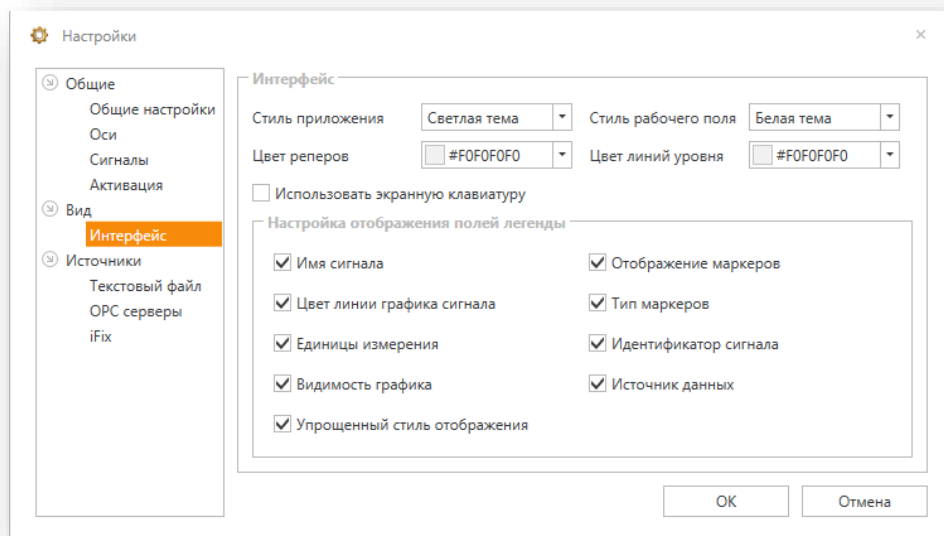 Настройки
Общие
Общие настройки
Оси
Сигналы
Активация
Вид
Интерфейс
Источники
Текстовый файл
OPC серверы
iFix
Интерфейс
Стиль приложения Светлая тема Стиль рабочего поля Белая тема
Цвет реперов #F0F0F0F0 Цвет линий уровня #F0F0F0F0
Использовать экранную клавиатуру
Настройка отображения полей легенды
Имя сигнала Отображение маркеров
Цвет линии графика сигнала Тип маркеров
Единицы измерения Идентификатор сигнала
Видимость графика Источник данных
Упрощенный стиль отображения
OK Отмена